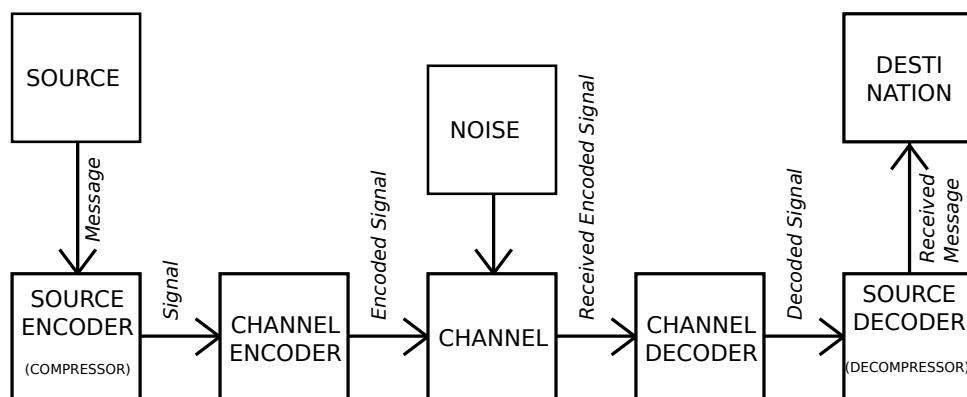 SOURCE
Message
SOURCE
ENCODER
(COMPRESSOR)
Signal
CHANNEL
ENCODER
Encoded Signal
NOISE
CHANNEL
Received Encoded Signal
CHANNEL
DECODER
Decoded Signal
SOURCE
DECODER
(DECOMPRESSOR)
Received
Message
DESTI
NATION